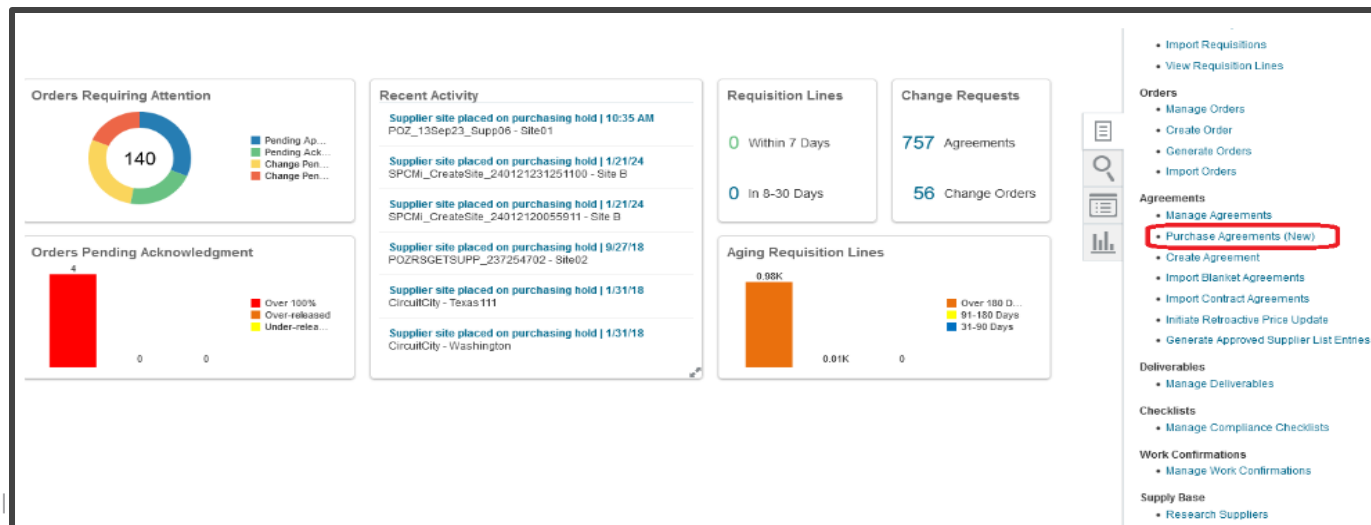 Import Requisitions
View Requisition Lines
Orders Requiring Attention
140
Pending Ap...
Pending Ack...
Change Pen...
Change Pen...
Recent Activity
Supplier site placed on purchasing hold | 10:35 AM
POZ_13Sep23_Supp06 - Site01
Supplier site placed on purchasing hold | 1/21/24
SPCMi_CreateSite_240121231251100 - Site B
Supplier site placed on purchasing hold | 1/21/24
SPCMi_CreateSite_24012120055911 - Site B
Supplier site placed on purchasing hold | 9/27/18
POZRSGETSUPP_237254702 - Site02
Supplier site placed on purchasing hold | 1/31/18
CircuitCity - Texas111
Supplier site placed on purchasing hold | 1/31/18
CircuitCity - Washington
Requisition Lines
0 Within 7 Days
0 In 8-30 Days
Change Requests
757 Agreements
56 Change Orders
Orders Pending Acknowledgment
4
0
0
Over 100%
Over-released
Under-relea...
Aging Requisition Lines
0.98K
0.01K
0
Over 180 D...
91-180 Days
31-90 Days
Orders
Manage Orders
Create Order
Generate Orders
Import Orders
Agreements
Manage Agreements
Purchase Agreements (New)
Create Agreement
Import Blanket Agreements
Import Contract Agreements
Initiate Retroactive Price Update
Generate Approved Supplier List Entries
Deliverables
Manage Deliverables
Checklists
Manage Compliance Checklists
Work Confirmations
Manage Work Confirmations
Supply Base
Research Suppliers